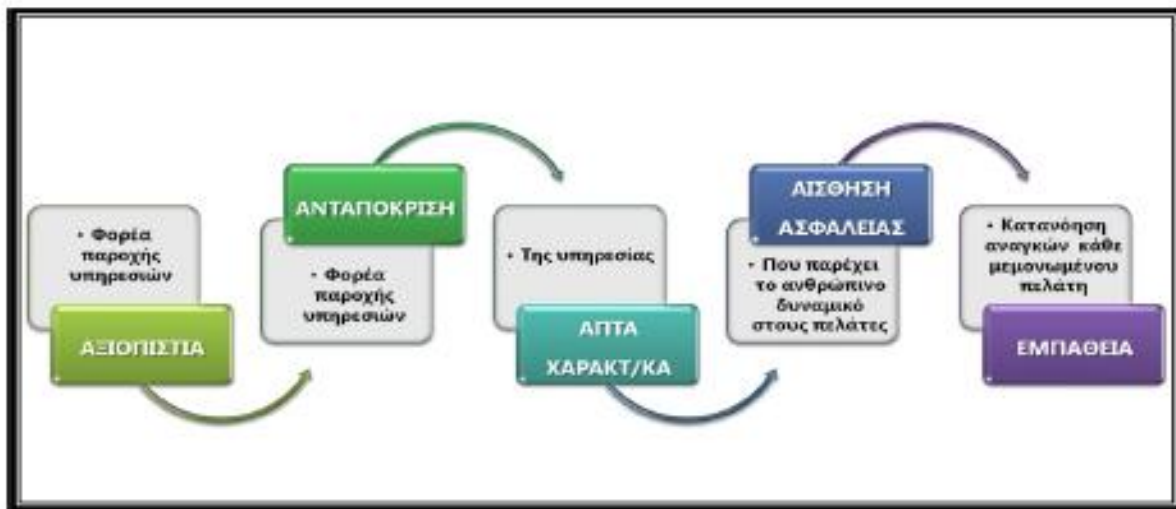 • Φορέα
παροχής
υπηρεσιών
ΑΞΙΟΠΙΣΤΙΑ
ΑΝΤΑΠΟΚΡΙΣΗ
• Φορέα
παροχής
υπηρεσιών
• Της υπηρεσίας
ΑΠΤΑ
ΧΑΡΑΚΤ/ΚΑ
ΑΙΣΘΗΣΗ
ΑΣΦΑΛΕΙΑΣ
• Που παρέχει
το ανθρώπινο
δυναμικό
στους πελάτες
• Κατανόηση
αναγκών κάθε
μεμονωμένου
πελάτη
ΕΜΠΑΘΕΙΑ